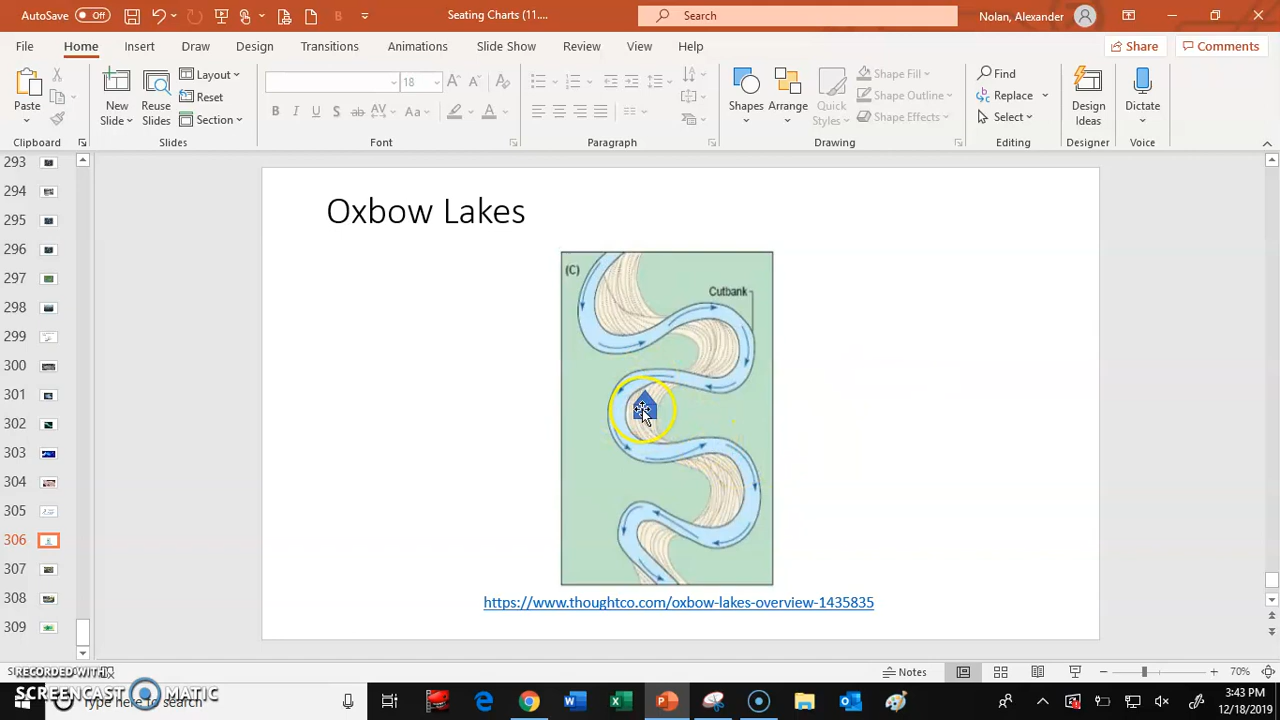 AutoSave Off Seating Charts (11.... Search Nolan, Alexander
File Home Insert Draw Design Transitions Animations Slide Show Review View Help Share Comments
Paste New Slide Reuse Slides Layout Reset Section 18 Shapes Arrange Quick Styles Shape Fill Shape Outline Shape Effects Find Replace Select Design Ideas Dictate
Clipboard Slides Font Paragraph Drawing Editing Designer Voice
293
294
295
296
297
298
299
300
301
302
303
304
305
306
307
308
309
Oxbow Lakes
(C)
Cutbank
https://www.thoughtco.com/oxbow-lakes-overview-1435835
Notes 70%
RECORDED WITH
SCREENCAST MATIC
Type here to search
3:43 PM
12/18/2019